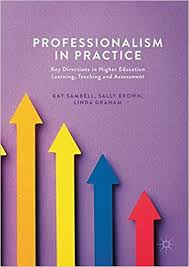 PROFESSIONALISM
IN PRACTICE
Key Directions in Higher Education
Learning, Teaching and Assessment
KAY SAMBELL, SALLY BROWN,
LINDA GRAHAM